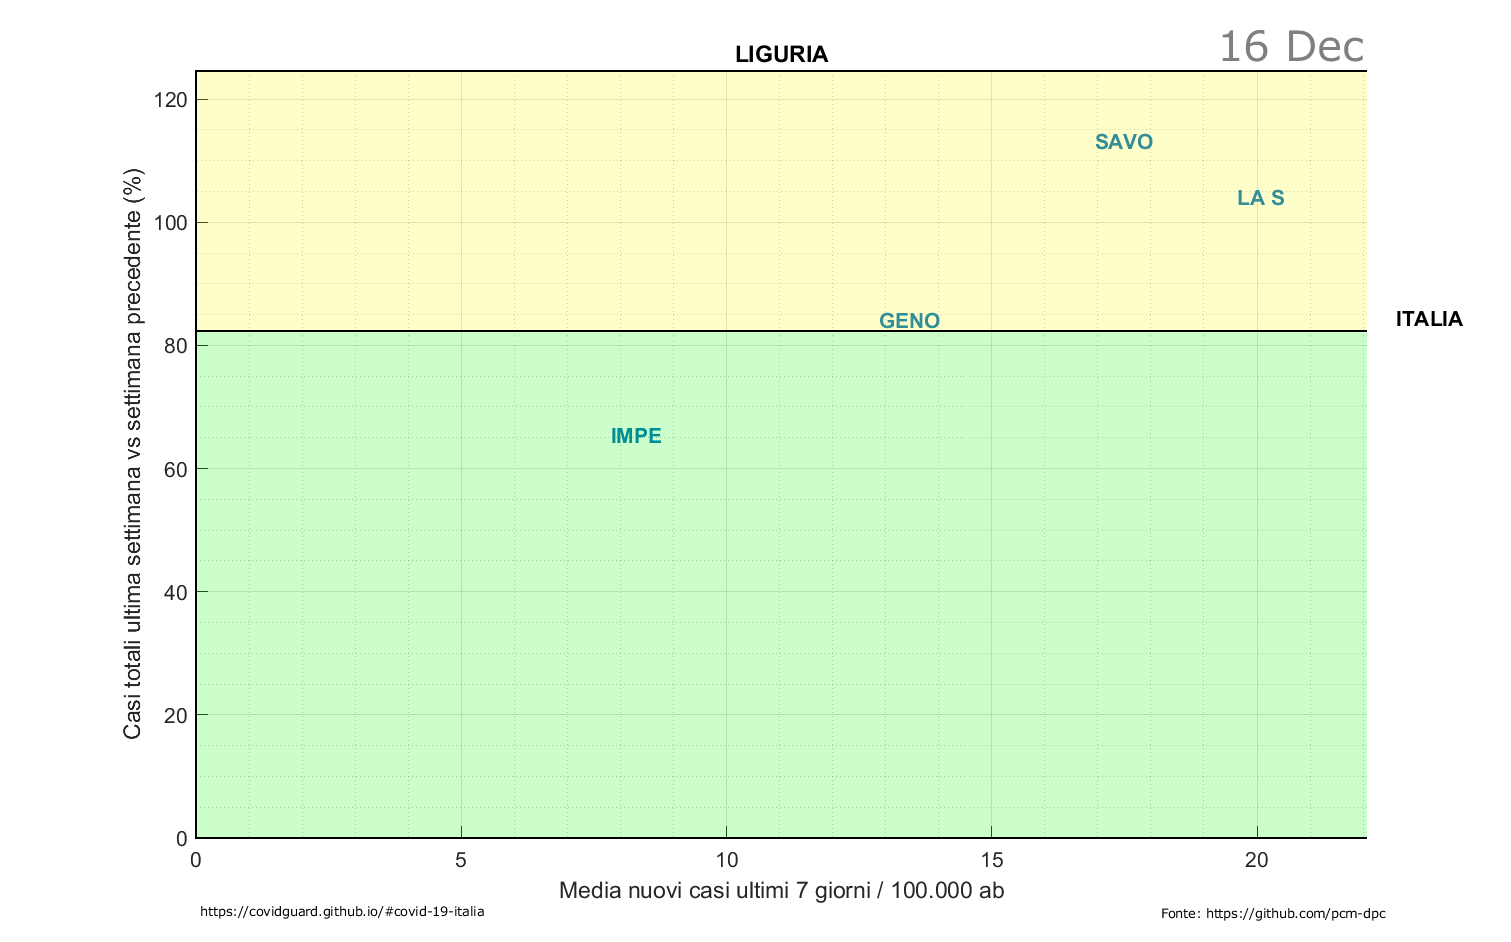 LIGURIA
16 Dec
Casi totali ultima settimana vs settimana precedente (%)
120
100
80
60
40
20
0
SAVO
LA S
GENO
ITALIA
IMPE
0 5 10 15 20
Media nuovi casi ultimi 7 giorni / 100.000 ab
https://covidguard.github.io/#covid-19-italia
Fonte: https://github.com/pcm-dpc